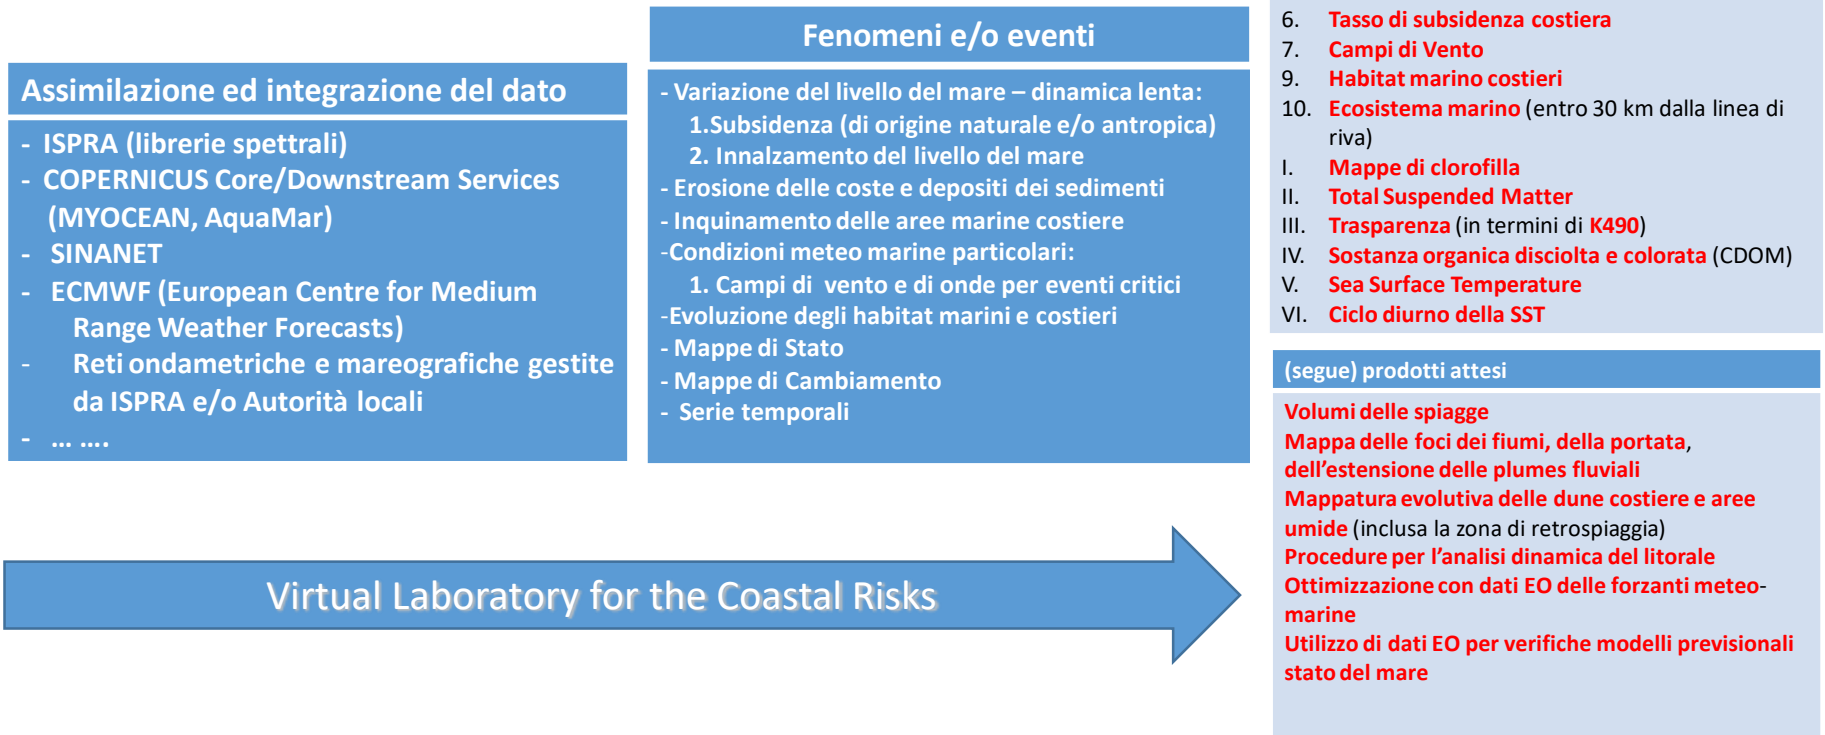 Assimilazione ed integrazione del dato
- ISPRA (librerie spettrali)
- COPERNICUS Core/Downstream Services
(MYOCEAN, AquaMar)
- SINANET
- ECMWF (European Centre for Medium
Range Weather Forecasts)
- Reti ondametriche e mareografiche gestite
da ISPRA e/o Autorità locali
- ... ....
Fenomeni e/o eventi
- Variazione del livello del mare – dinamica lenta:
1.Subsidenza (di origine naturale e/o antropica)
2. Innalzamento del livello del mare
- Erosione delle coste e depositi dei sedimenti
- Inquinamento delle aree marine costiere
-Condizioni meteo marine particolari:
1. Campi di vento e di onde per eventi critici
-Evoluzione degli habitat marini e costieri
- Mappe di Stato
- Mappe di Cambiamento
- Serie temporali
6. Tasso di subsidenza costiera
7. Campi di Vento
9. Habitat marino costieri
10. Ecosistema marino (entro 30 km dalla linea di
riva)
I. Mappe di clorofilla
II. Total Suspended Matter
III. Trasparenza (in termini di K490)
IV. Sostanza organica disciolta e colorata (CDOM)
V. Sea Surface Temperature
VI. Ciclo diurno della SST
(segue) prodotti attesi
Volumi delle spiagge
Mappa delle foci dei fiumi, della portata,
dell'estensione delle plumes fluviali
Mappatura evolutiva delle dune costiere e aree
umide (inclusa la zona di retrospiaggia)
Procedure per l'analisi dinamica del litorale
Ottimizzazione con dati EO delle forzanti meteo-
marine
Utilizzo di dati EO per verifiche modelli previsionali
stato del mare
Virtual Laboratory for the Coastal Risks